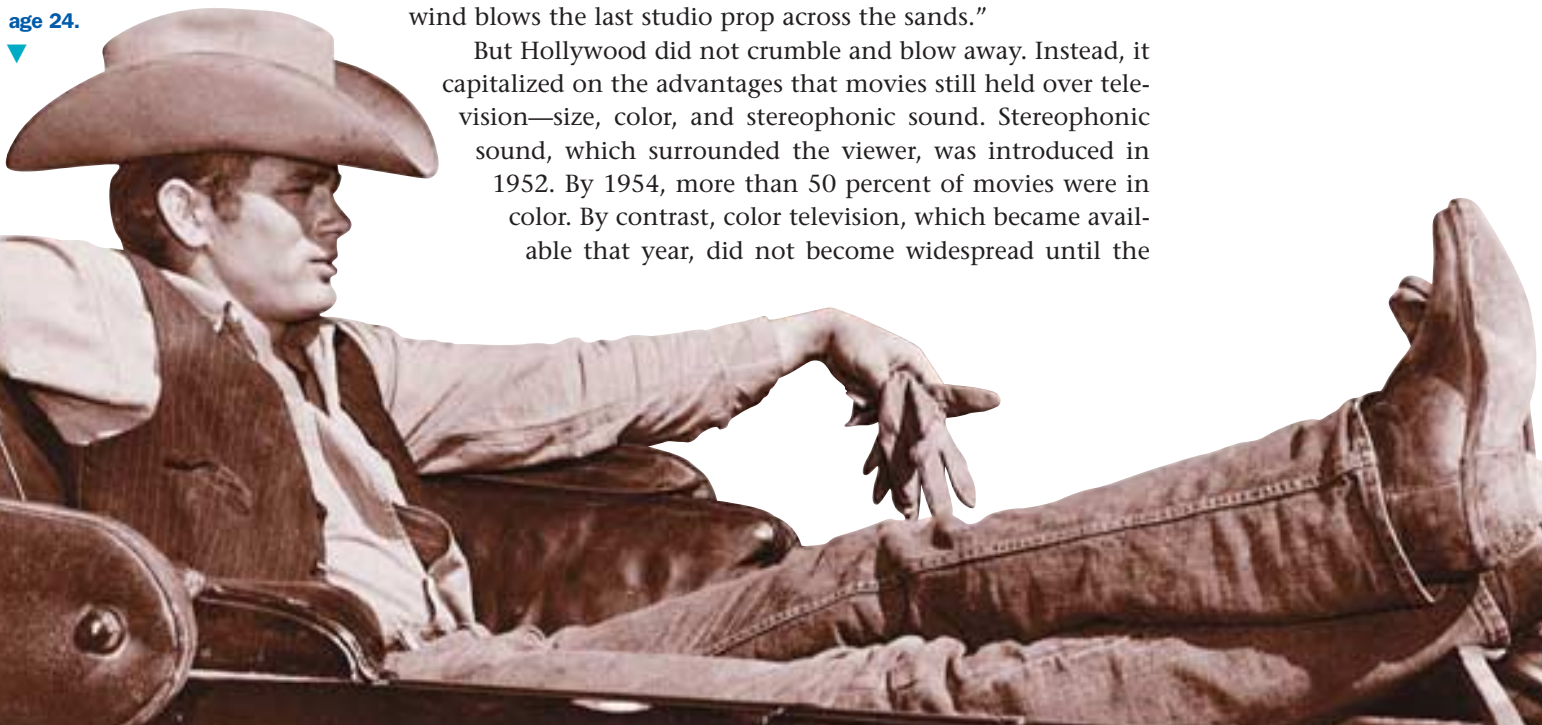 age 24.
wind blows the last studio prop across the sands.”
But Hollywood did not crumble and blow away. Instead, it
capitalized on the advantages that movies still held over tele-
vision—size, color, and stereophonic sound. Stereophonic
sound, which surrounded the viewer, was introduced in
1952. By 1954, more than 50 percent of movies were in
color. By contrast, color television, which became avail-
able that year, did not become widespread until the